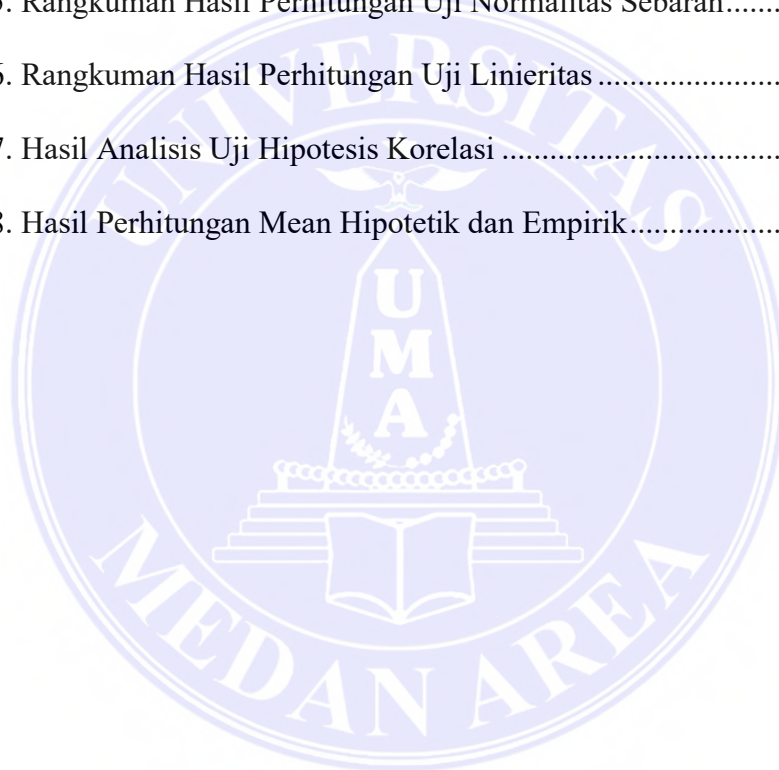 5. Rangkuman Hasil Perhitungan Uji Normalitas Sebaran.......
6. Rangkuman Hasil Perhitungan Uji Linieritas.......................
7. Hasil Analisis Uji Hipotesis Korelasi ..................................
8. Hasil Perhitungan Mean Hipotetik dan Empirik...................
UNIVERSITAS
U
M
A
MEDAN AREA